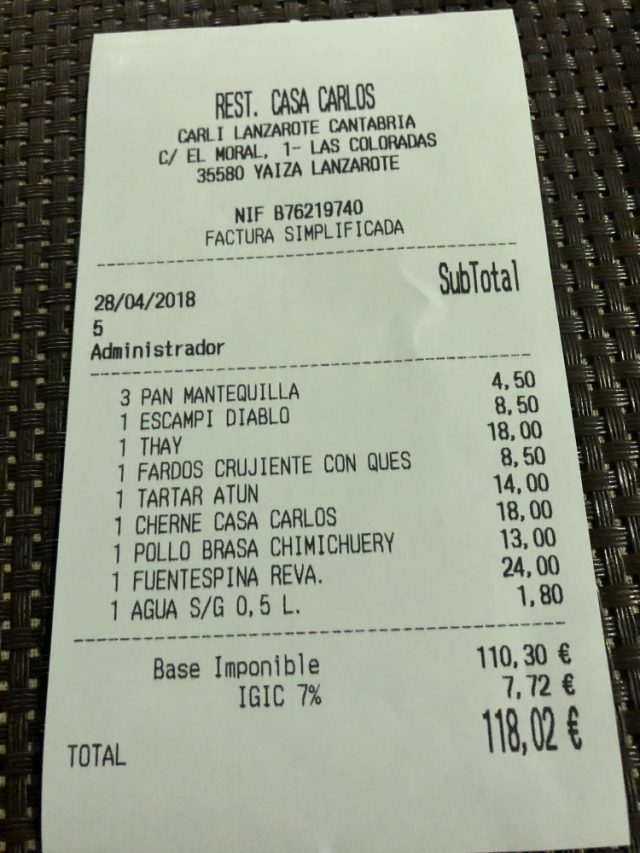 REST. CASA CARLOS
CARLI LANZAROTE CANTABRIA
C/ EL MORAL, 1- LAS COLORADAS
35580 YAIZA LANZAROTE
NIF B76219740
FACTURA SIMPLIFICADA
28/04/2018 SubTotal
5
Administrador
3 PAN MANTEQUILLA 4,50
1 ESCAMPI DIABLO 8,50
1 THAY 18,00
1 FARDOS CRUJIENTE CON QUES 8,50
1 TARTAR ATUN 14,00
1 CHERNE CASA CARLOS 18,00
1 POLLO BRASA CHIMICHUERY 13,00
1 FUENTESPINA REVA. 24,00
1 AGUA S/G 0,5 L. 1,80
Base Imponible 110,30 €
IGIC 7% 7,72 €
TOTAL 118,02 €